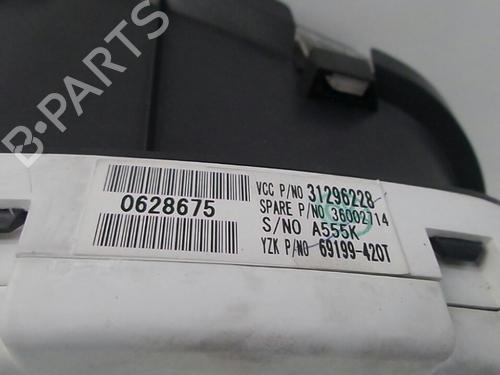 B-PARTS
0628675
VCC P/NO 31296228
SPARE P/NO 36002714
S/NO A555K
YZK P/NO 69199-420T